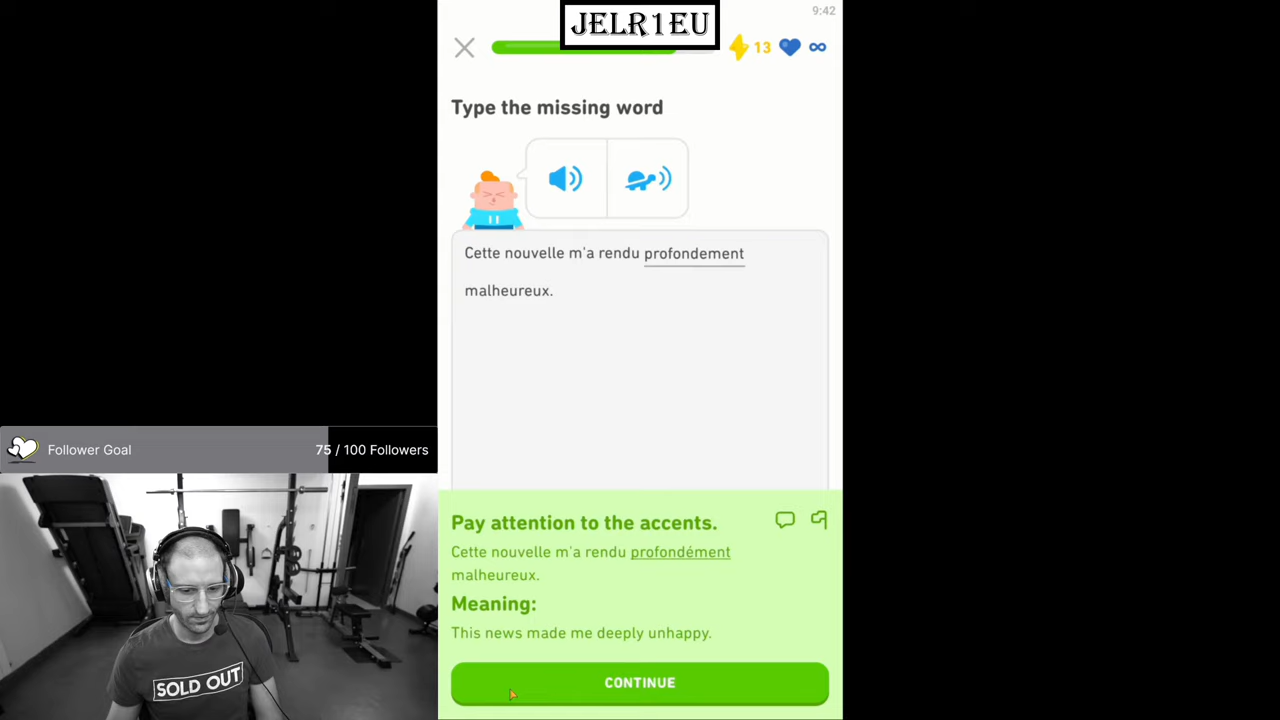 JELR1EU
9:42
13 ∞
Type the missing word
Cette nouvelle m'a rendu profondement
malheureux.
Follower Goal 75 / 100 Followers
Pay attention to the accents.
Cette nouvelle m'a rendu profondément
malheureux.
Meaning:
This news made me deeply unhappy.
CONTINUE
SOLD OUT